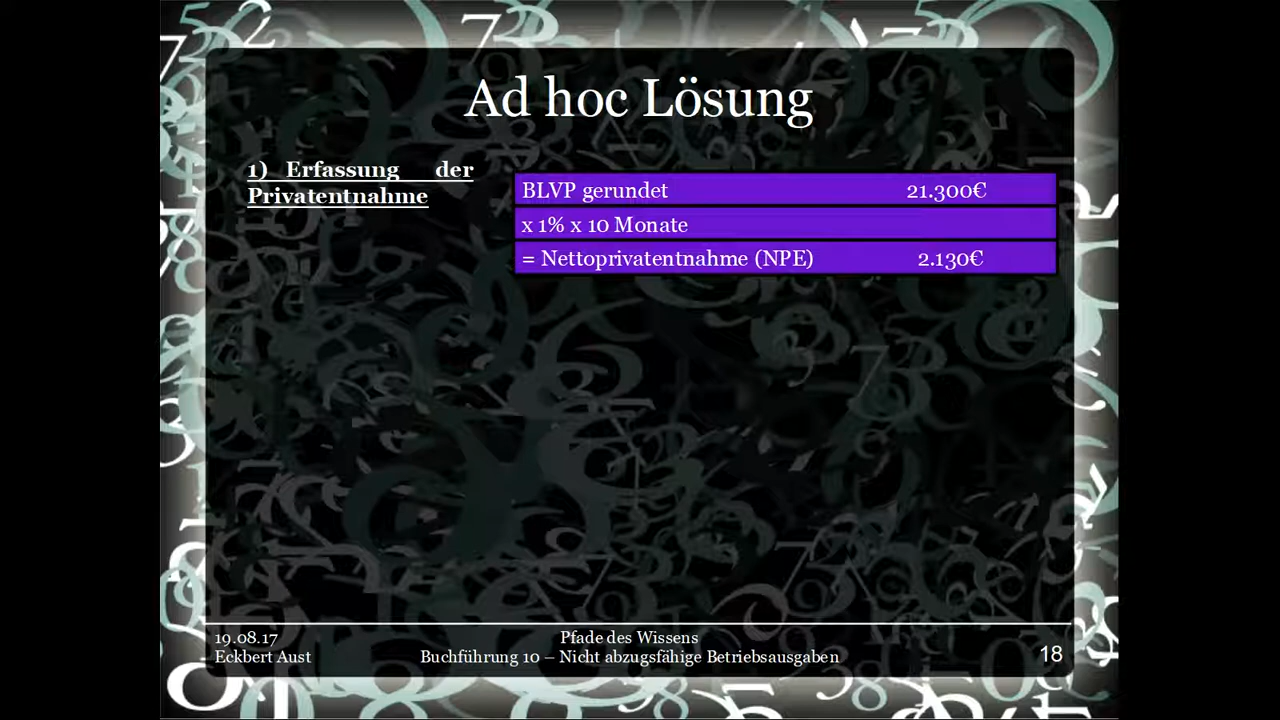 Ad hoc Lösung
1) Erfassung der
Privatentnahme
BLVP gerundet 21.300€
x 1% x 10 Monate
= Nettoprivatentnahme (NPE) 2.130€
19.08.17
Eckbert Aust
Pfade des Wissens
Buchführung 10 – Nicht abzugsfähige Betriebsausgaben
18